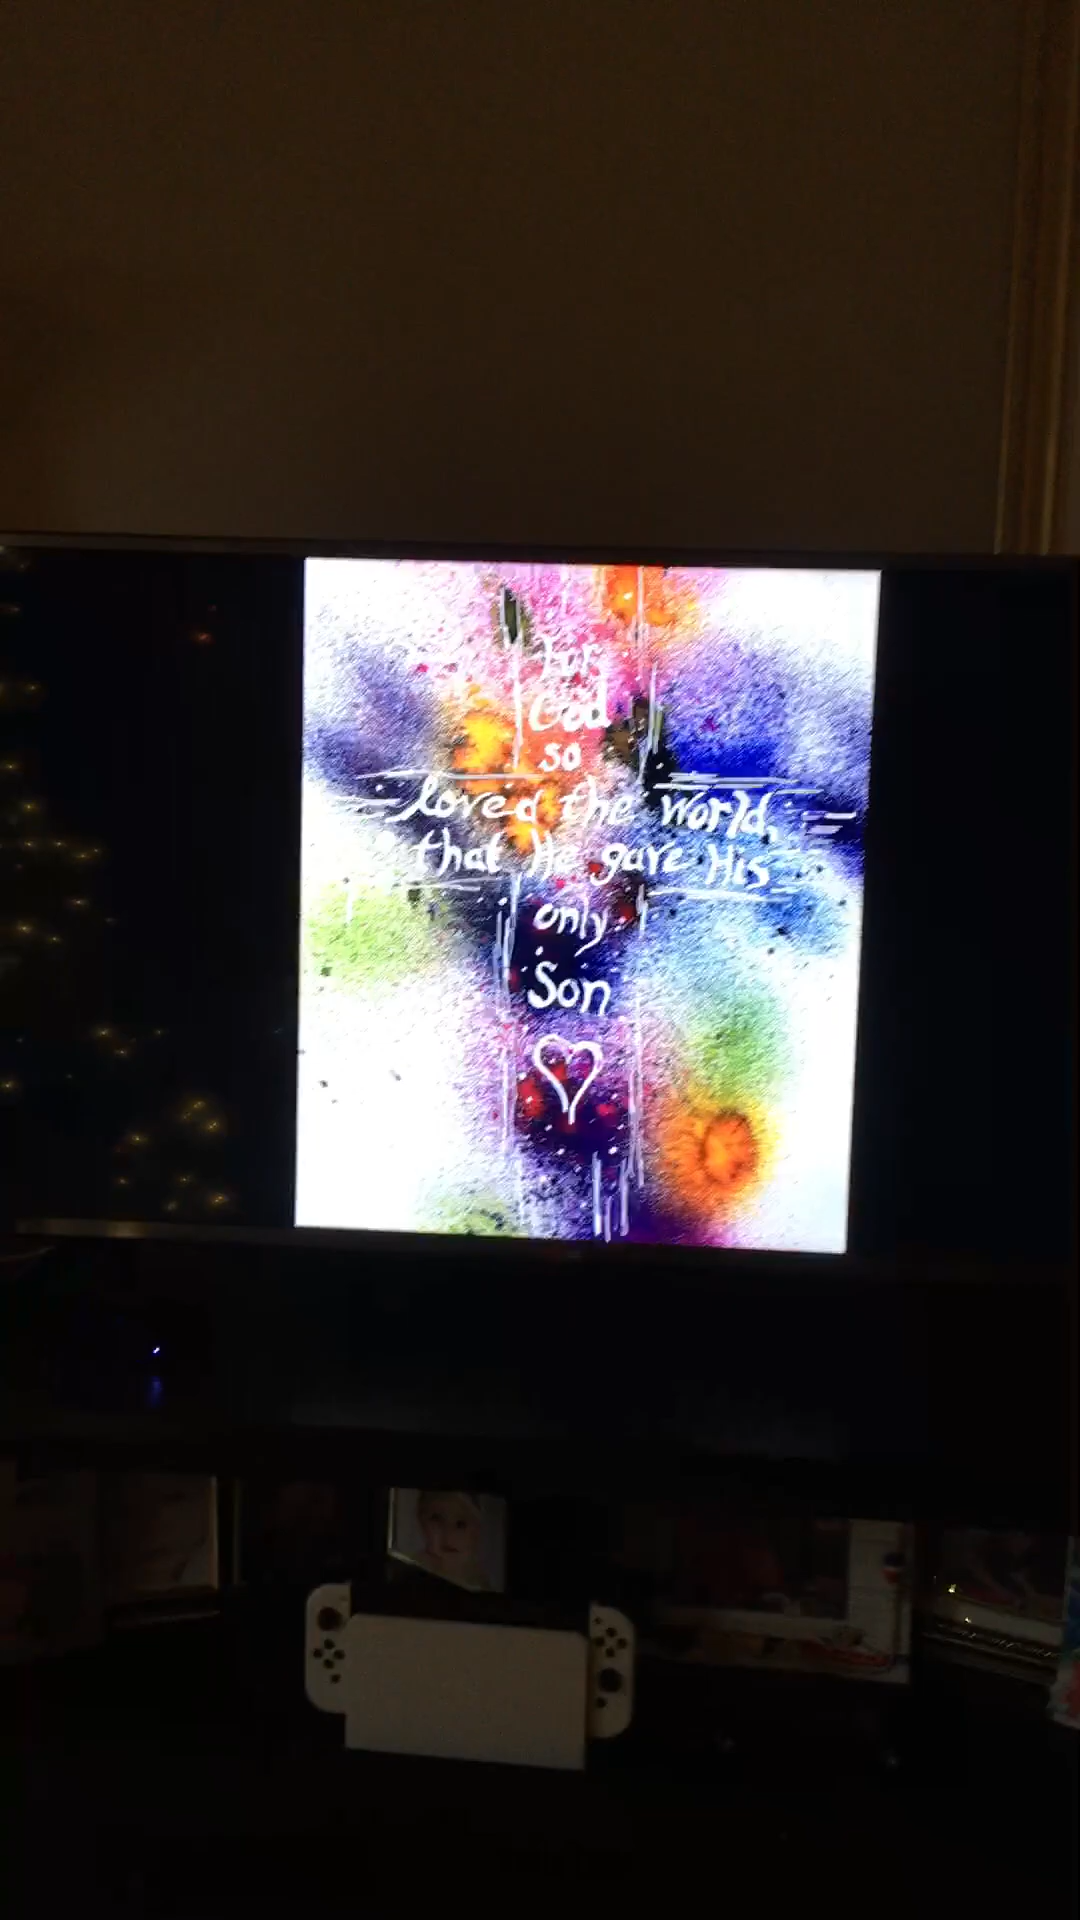 For
God
so
loved the world,
that He gave His
only
Son